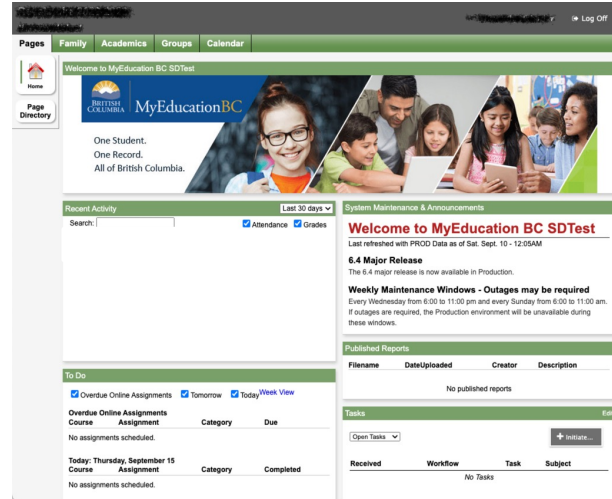 Log Off
Pages Family Academics Groups Calendar
Home
Page
Directory
Welcome to MyEducation BC SDTest
BRITISH
COLUMBIA
MyEducationBC
One Student.
One Record.
All of British Columbia.
Recent Activity Last 30 days
Search: Attendance Grades
To Do
Overdue Online Assignments Tomorrow Today Week View
Overdue Online Assignments
Course Assignment Category Due
No assignments scheduled.
Today: Thursday, September 15
Course Assignment Category Completed
No assignments scheduled.
System Maintenance & Announcements
Welcome to MyEducation BC SDTest
Last refreshed with PROD Data as of Sat. Sept. 10 - 12:05AM
6.4 Major Release
The 6.4 major release is now available in Production.
Weekly Maintenance Windows - Outages may be required
Every Wednesday from 6:00 to 11:00 pm and every Sunday from 6:00 to 11:00 am.
If outages are required, the Production environment will be unavailable during
these windows.
Published Reports
Filename DateUploaded Creator Description
No published reports
Tasks Edi
Open Tasks + Initiate...
Received Workflow Task Subject
No Tasks